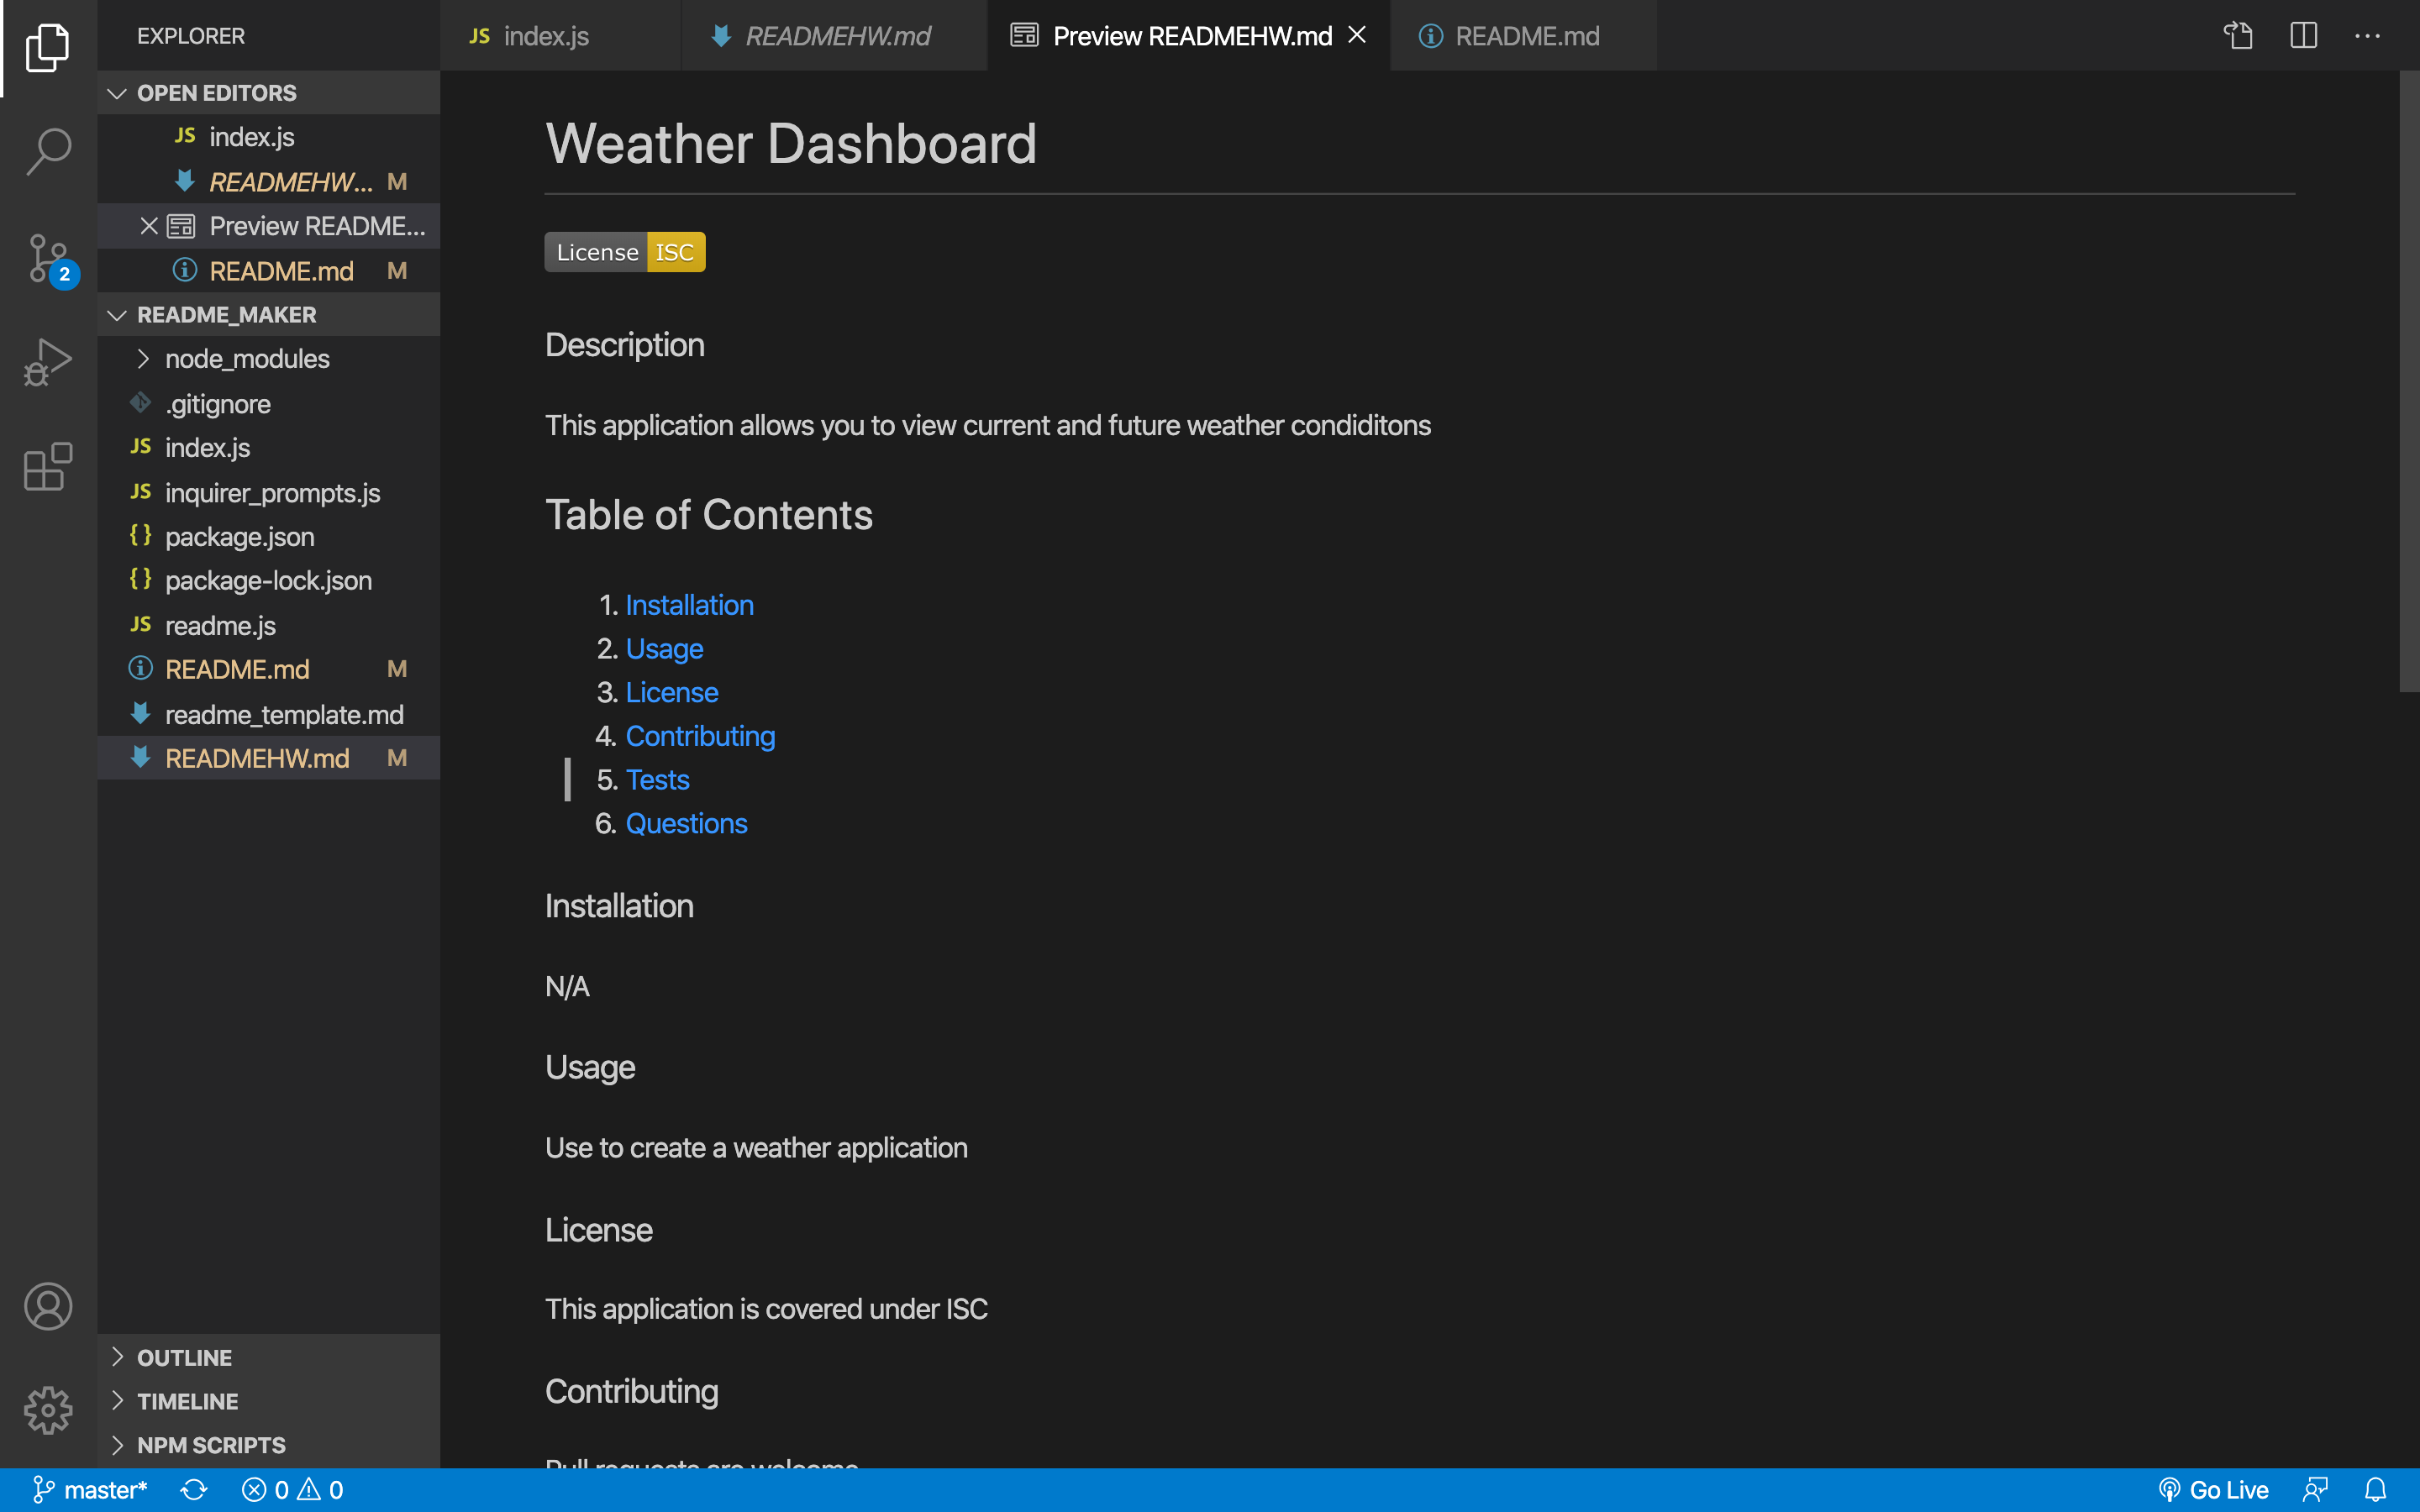 EXPLORER
OPEN EDITORS
JS index.js
READMEHW... M
Preview README...
README.md M
README_MAKER
node_modules
.gitignore
JS index.js
JS inquirer_prompts.js
{} package.json
{} package-lock.json
JS readme.js
README.md M
readme_template.md
READMEHW.md M
OUTLINE
TIMELINE
NPM SCRIPTS
2
JS index.js
READMEHW.md
Preview READMEHW.md
README.md
Weather Dashboard
License ISC
Description
This application allows you to view current and future weather condiditons
Table of Contents
1. Installation
2. Usage
3. License
4. Contributing
5. Tests
6. Questions
Installation
N/A
Usage
Use to create a weather application
License
This application is covered under ISC
Contributing
Pull requests are welcome
master* 0 0 Go Live